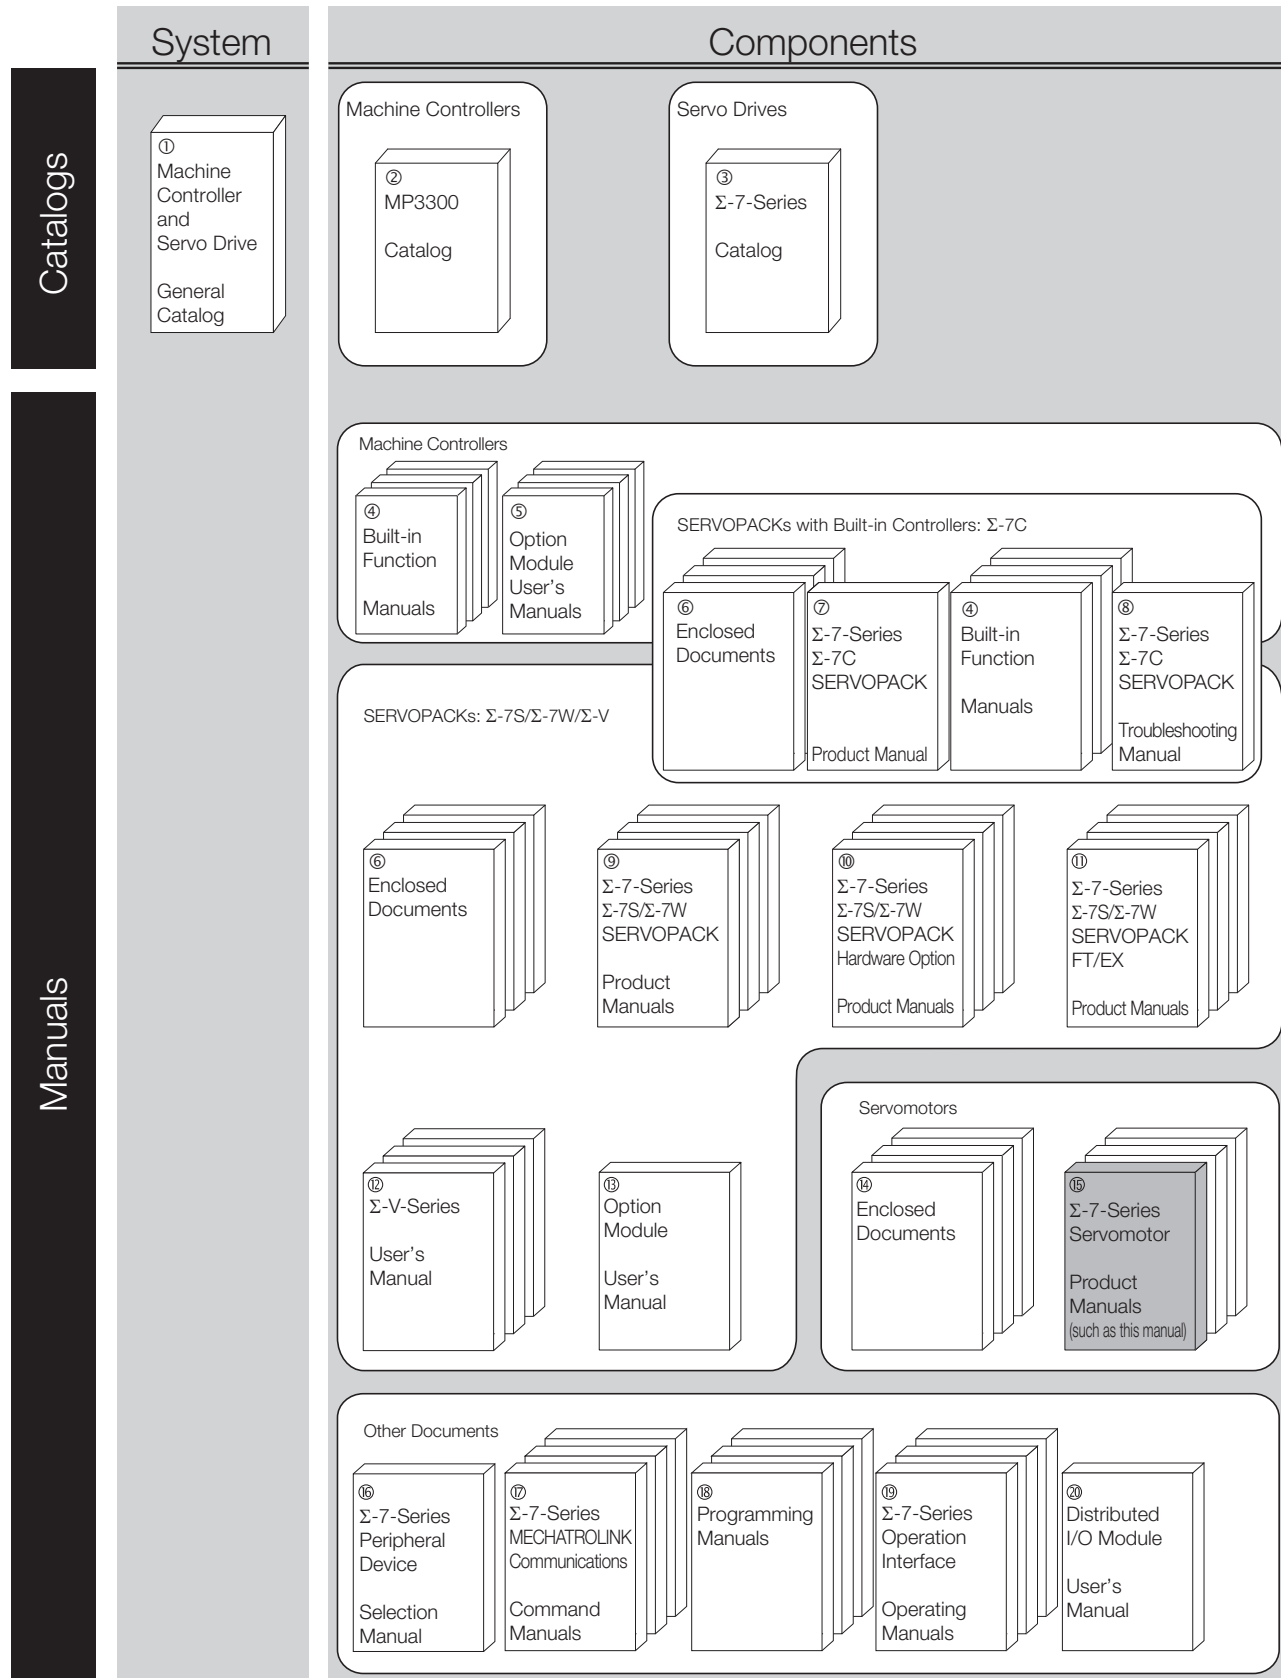 System
Components
Catalogs
①
Machine
Controller
and
Servo Drive
General
Catalog
Machine Controllers
②
MP3300
Catalog
Servo Drives
③
Σ-7-Series
Catalog
Manuals
Machine Controllers
④
Built-in
Function
Manuals
⑤
Option
Module
User's
Manuals
SERVOPACKs with Built-in Controllers: Σ-7C
⑥
Enclosed
Documents
⑦
Σ-7-Series
Σ-7C
SERVOPACK
Product Manual
④
Built-in
Function
Manuals
⑧
Σ-7-Series
Σ-7C
SERVOPACK
Troubleshooting
Manual
SERVOPACKs: Σ-7S/Σ-7W/Σ-V
⑥
Enclosed
Documents
⑨
Σ-7-Series
Σ-7S/Σ-7W
SERVOPACK
Product
Manuals
⑩
Σ-7-Series
Σ-7S/Σ-7W
SERVOPACK
Hardware Option
Product Manuals
⑪
Σ-7-Series
Σ-7S/Σ-7W
SERVOPACK
FT/EX
Product Manuals
⑫
Σ-V-Series
User's
Manual
⑬
Option
Module
User's
Manual
Servomotors
⑭
Enclosed
Documents
⑮
Σ-7-Series
Servomotor
Product
Manuals
(such as this manual)
Other Documents
⑯
Σ-7-Series
Peripheral
Device
Selection
Manual
⑰
Σ-7-Series
MECHATROLINK
Communications
Command
Manuals
⑱
Programming
Manuals
⑲
Σ-7-Series
Operation
Interface
Operating
Manuals
⑳
Distributed
I/O Module
User's
Manual